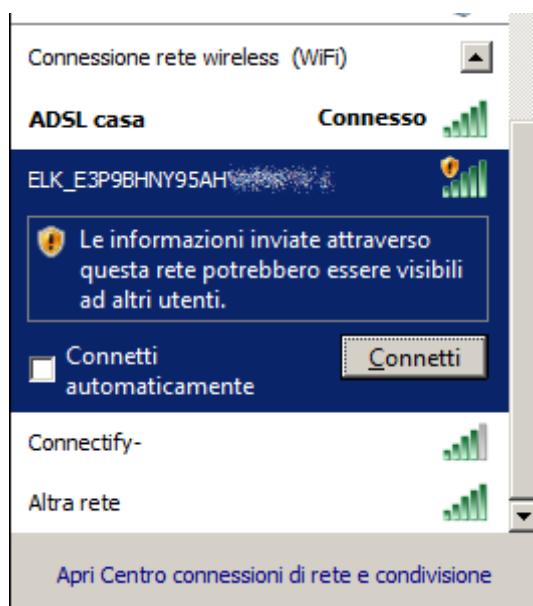 Connessione rete wireless (WiFi)
ADSL casa Connesso
ELK_E3P9BHNY95AH
Le informazioni inviate attraverso
questa rete potrebbero essere visibili
ad altri utenti.
Connetti
automaticamente
Connetti
Connectify-
Altra rete
Apri Centro connessioni di rete e condivisione